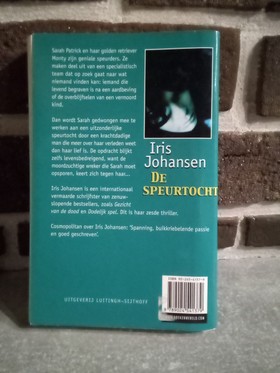 Sarah Patrick en haar golden retriever
Monty zijn geniale speurders. Ze
maken deel uit van een specialistisch
team dat op zoek gaat naar wat
niemand vinden kan: iemand die
levend begraven is na een aardbeving
of de overblijfselen van een vermoord
kind.
Dan wordt Sarah gedwongen mee te
werken aan een uitzonderlijke
speurtocht door een krachtdadige
man die meer over haar verleden weet
dan haar lief is. De opdracht blijkt
zelfs levensbedreigend, want de
moordzuchtige wreker die Sarah moet
opsporen, keert zich tegen haar...
Iris Johansen is een internationaal
vermaarde schrijfster van zenuw-
slopende bestsellers, zoals Gezicht
van de dood en Dodelijk spel. Dit is haar zesde thriller.
Cosmopolitan over Iris Johansen: 'Spanning, buikkriebelende passie
en goed geschreven'.
Iris
Johansen
De
speurtocht
UITGEVERIJ LUITINGH-SIJTHOFF